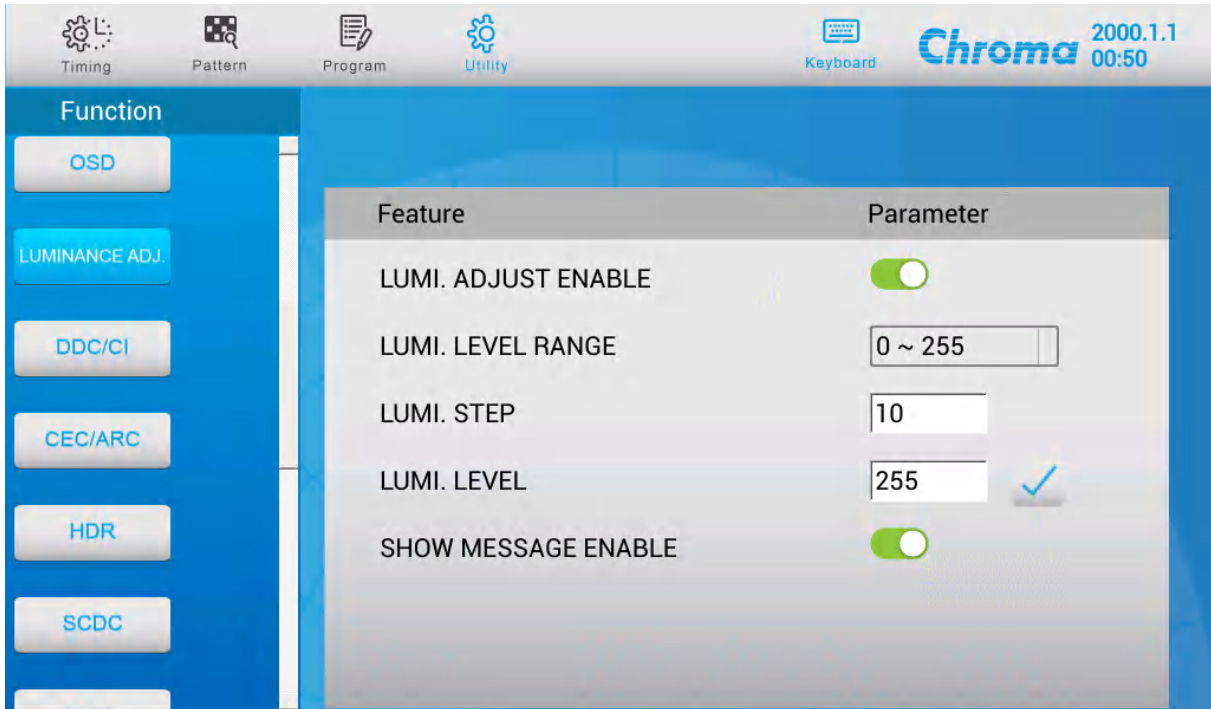 Timing Pattern Program Utility Keyboard Chroma 2000.1.1
00:50
Function
OSD
LUMINANCE ADJ.
DDC/CI
CEC/ARC
HDR
SCDC
Feature Parameter
LUMI. ADJUST ENABLE
LUMI. LEVEL RANGE 0 ~ 255
LUMI. STEP 10
LUMI. LEVEL 255
SHOW MESSAGE ENABLE